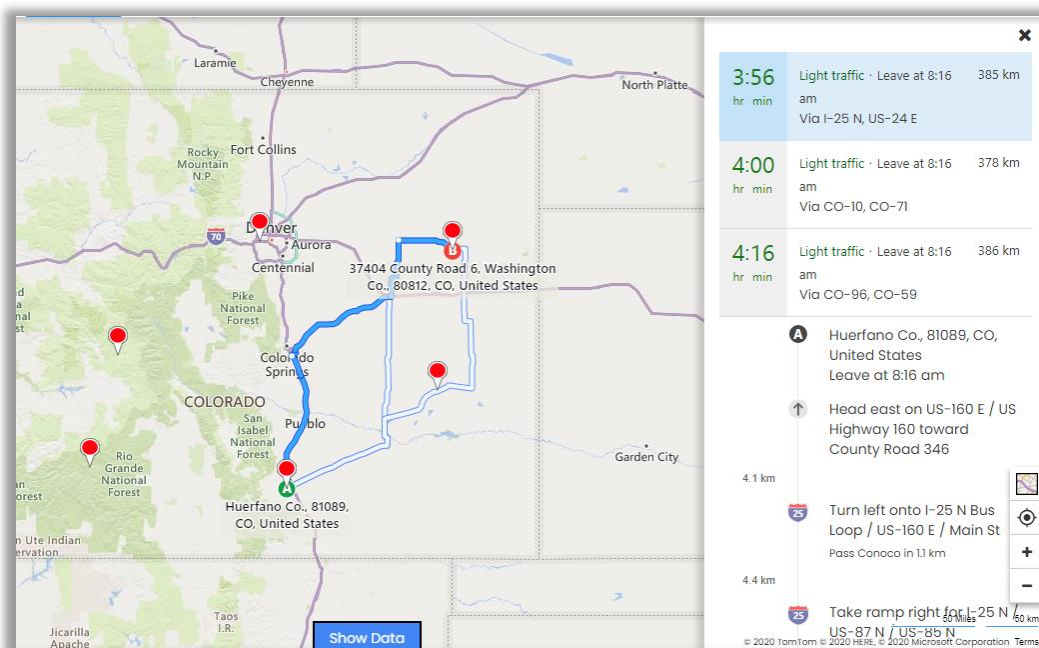 Laramie
Cheyenne
North Platte
Rocky
Mountain
N.P.
Fort Collins
70
Aurora
Centennial
37404 County Road 6, Washington
Co., 80812, CO, United States
B
Pike
National
Forest
Colorado
Springs
COLORADO
San
Isabel
National
Forest
Pueblo
Rio
Grande
National
Forest
Garden City
A
Huerfano Co., 81089,
CO, United States
n Ute Indian
ervation
Taos
I.R.
Jicarilla
Apache
Show Data
3:56
hr min
Light traffic · Leave at 8:16
am
385 km
Via I-25 N, US-24 E
4:00
hr min
Light traffic · Leave at 8:16
am
378 km
Via CO-10, CO-71
4:16
hr min
Light traffic · Leave at 8:16
am
386 km
Via CO-96, CO-59
A
Huerfano Co., 81089, CO,
United States
Leave at 8:16 am
Head east on US-160 E / US
Highway 160 toward
County Road 346
4.1 km
25
Turn left onto I-25 N Bus
Loop / US-160 E / Main St
Pass Conoco in 1.1 km
4.4 km
25
Take ramp right for I-25 N /
US-87 N / US-85 N
50 Miles
50 km
© 2020 TomTom © 2020 HERE, © 2020 Microsoft Corporation Terms